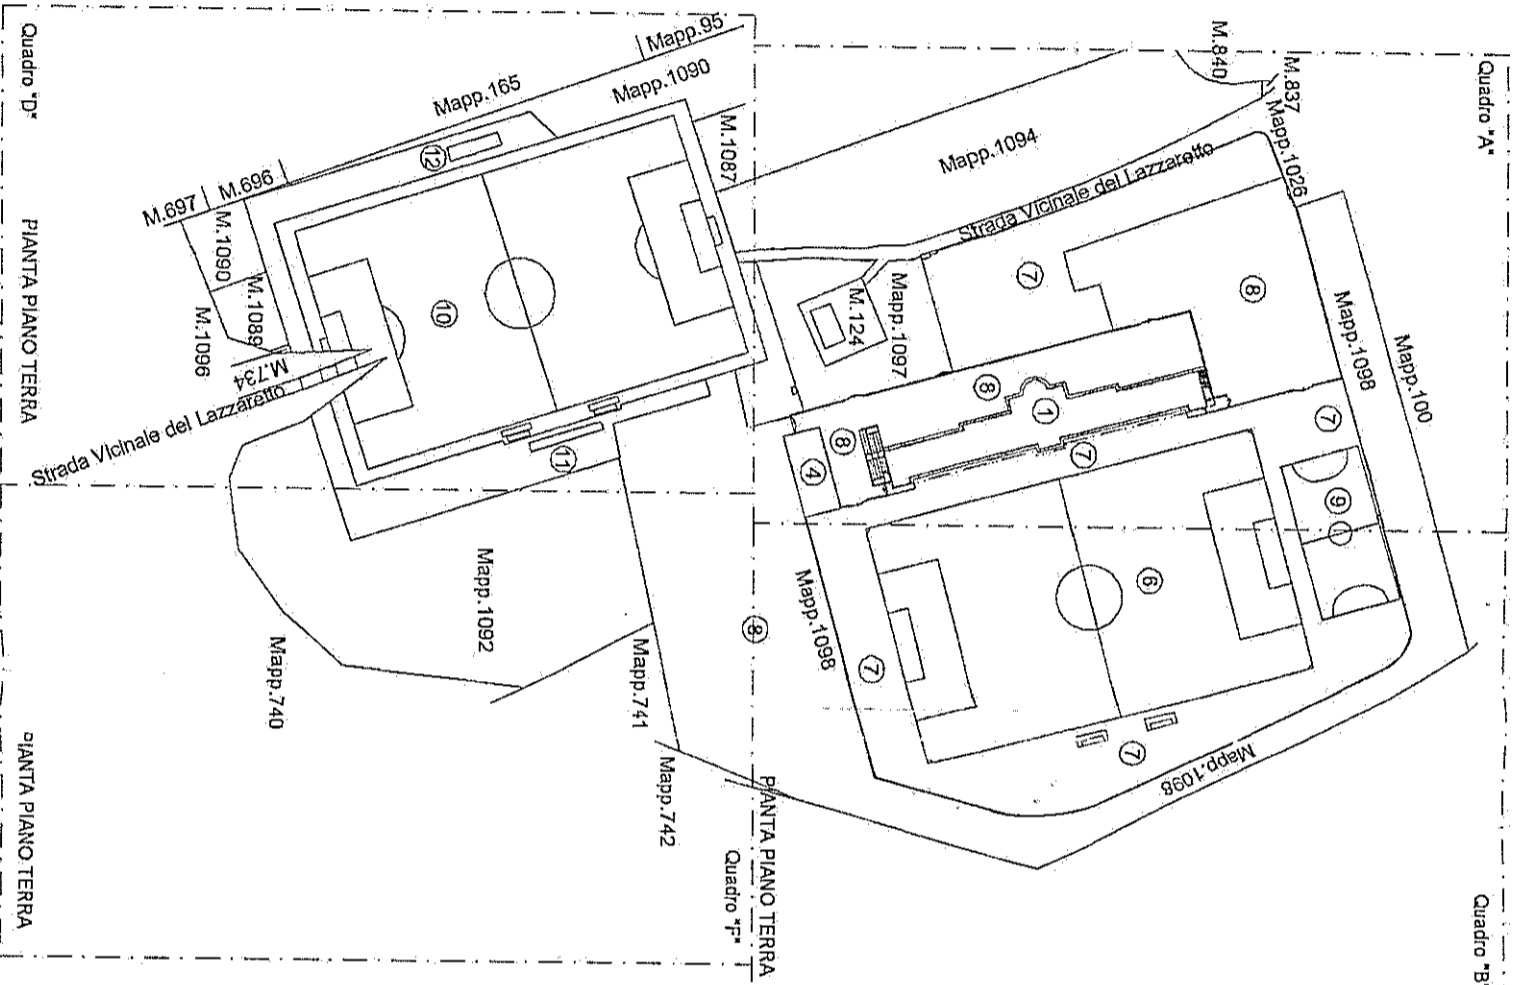 Quadro "D"
PIANTA PIANO TERRA
PIANTA PIANO TERRA
Mapp.95
Mapp.165
Mapp.1090
M.1087
M.697
M.696
M.1090
M.1089
M.1096
M.734
Strada Vicinale del Lazzaretto
12
10
11
Mapp.1092
Mapp.740
Mapp.741
Mapp.742
8
PIANTA PIANO TERRA
Quadro "F"
Quadro "A"
M.840
M.837
Mapp.1026
Mapp.1094
Strada Vicinale del Lazzaretto
Mapp.1098
Mapp.100
M.124
Mapp.1097
7
8
8
1
7
8
4
7
9
6
Mapp.1098
7
7
Mapp.1098
Quadro "B"